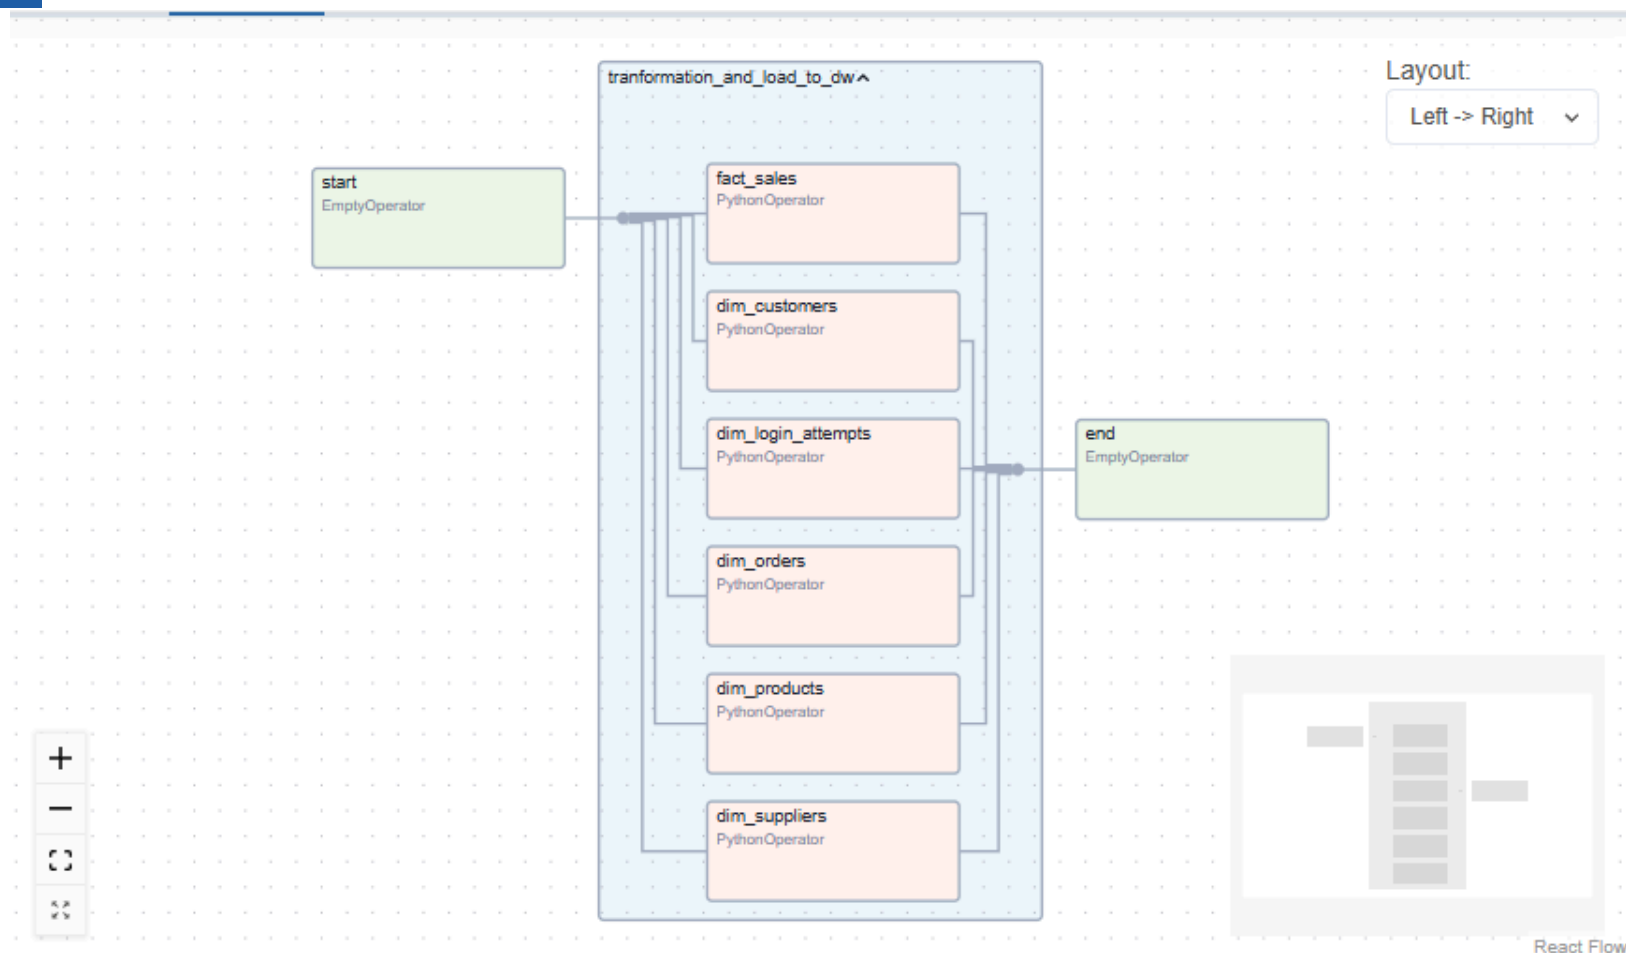 tranformation_and_load_to_dw
Layout:
Left -> Right
start
EmptyOperator
fact_sales
PythonOperator
dim_customers
PythonOperator
dim_login_attempts
PythonOperator
end
EmptyOperator
dim_orders
PythonOperator
dim_products
PythonOperator
dim_suppliers
PythonOperator
React Flow